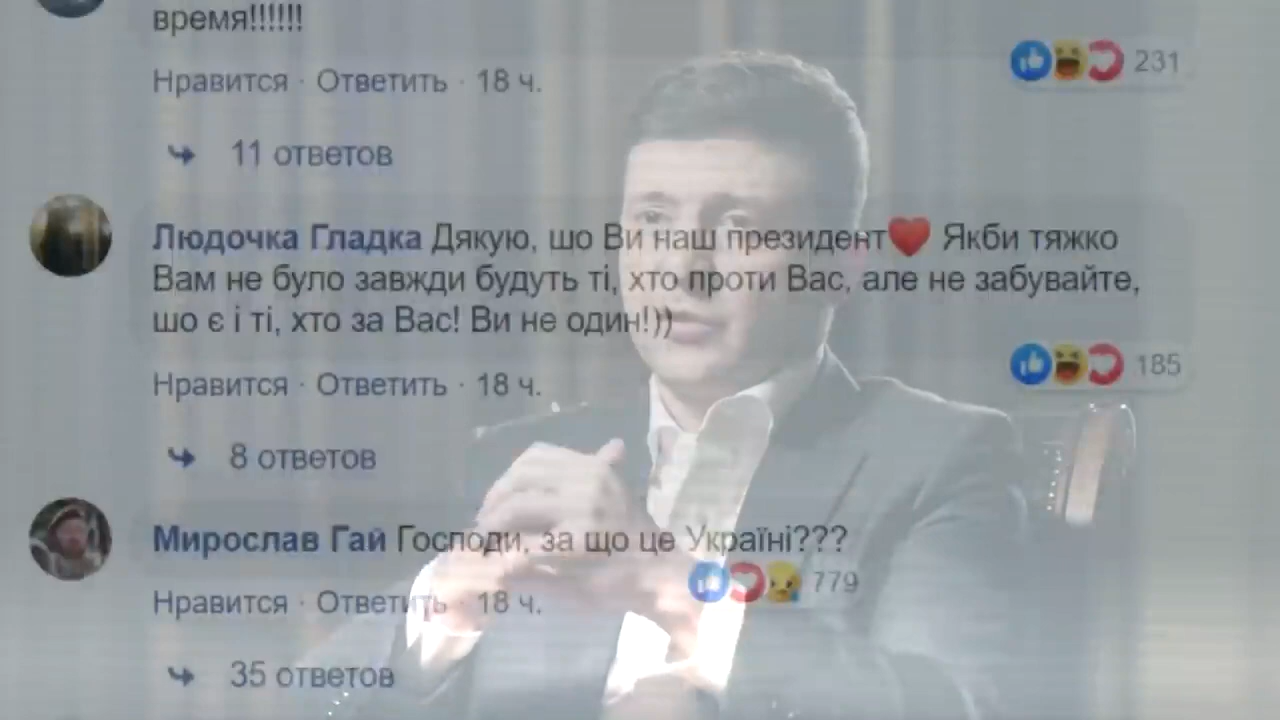 время!!!!!!
Нравится · Ответить · 18 ч.
231
11 ответов
Людочка Гладка Дякую, шо Ви наш президент❤️ Якби тяжко
Вам не було завжди будуть ті, хто проти Вас, але не забувайте,
шо є і ті, хто за Вас! Ви не один!))
Нравится · Ответить · 18 ч.
185
8 ответов
Мирослав Гай Господи, за що це Україні???
779
Нравится · Ответить · 18 ч.
35 ответов